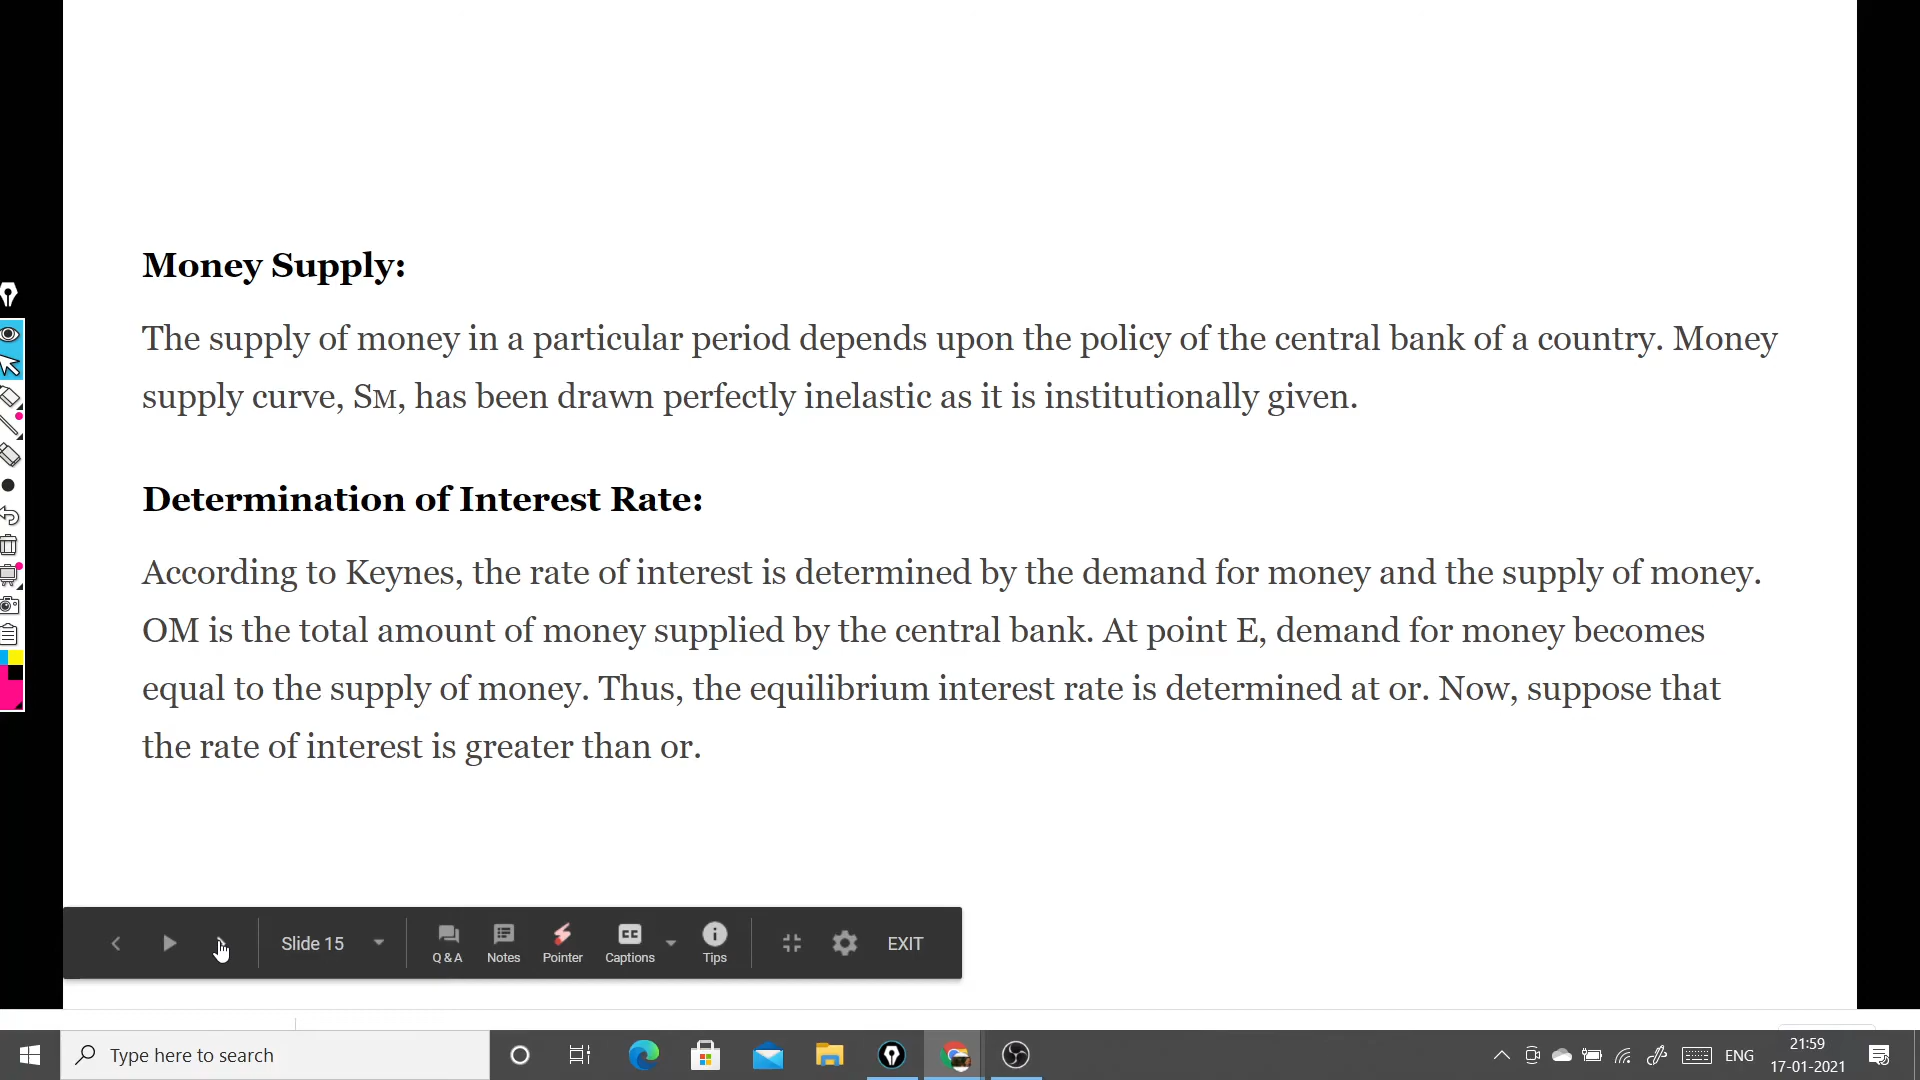 Money Supply:
The supply of money in a particular period depends upon the policy of the central bank of a country. Money
supply curve, SM, has been drawn perfectly inelastic as it is institutionally given.
Determination of Interest Rate:
According to Keynes, the rate of interest is determined by the demand for money and the supply of money.
OM is the total amount of money supplied by the central bank. At point E, demand for money becomes
equal to the supply of money. Thus, the equilibrium interest rate is determined at or. Now, suppose that
the rate of interest is greater than or.
Slide 15
Q & A
Notes
Pointer
CC
Captions
Tips
EXIT
Type here to search
ENG
21:59
17-01-2021